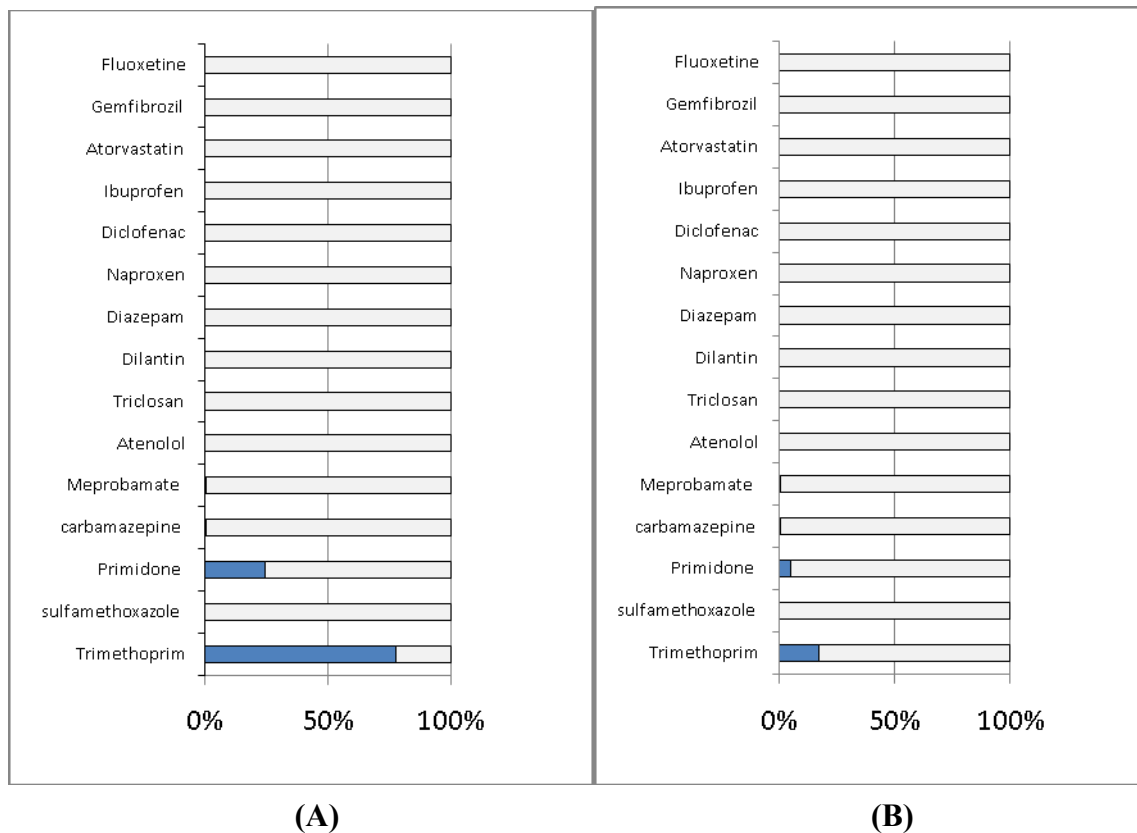 Fluoxetine
Gemfibrozil
Atorvastatin
Ibuprofen
Diclofenac
Naproxen
Diazepam
Dilantin
Triclosan
Atenolol
Meprobamate
carbamazepine
Primidone
sulfamethoxazole
Trimethoprim
0% 50% 100%
(A)
Fluoxetine
Gemfibrozil
Atorvastatin
Ibuprofen
Diclofenac
Naproxen
Diazepam
Dilantin
Triclosan
Atenolol
Meprobamate
carbamazepine
Primidone
sulfamethoxazole
Trimethoprim
0% 50% 100%
(B)